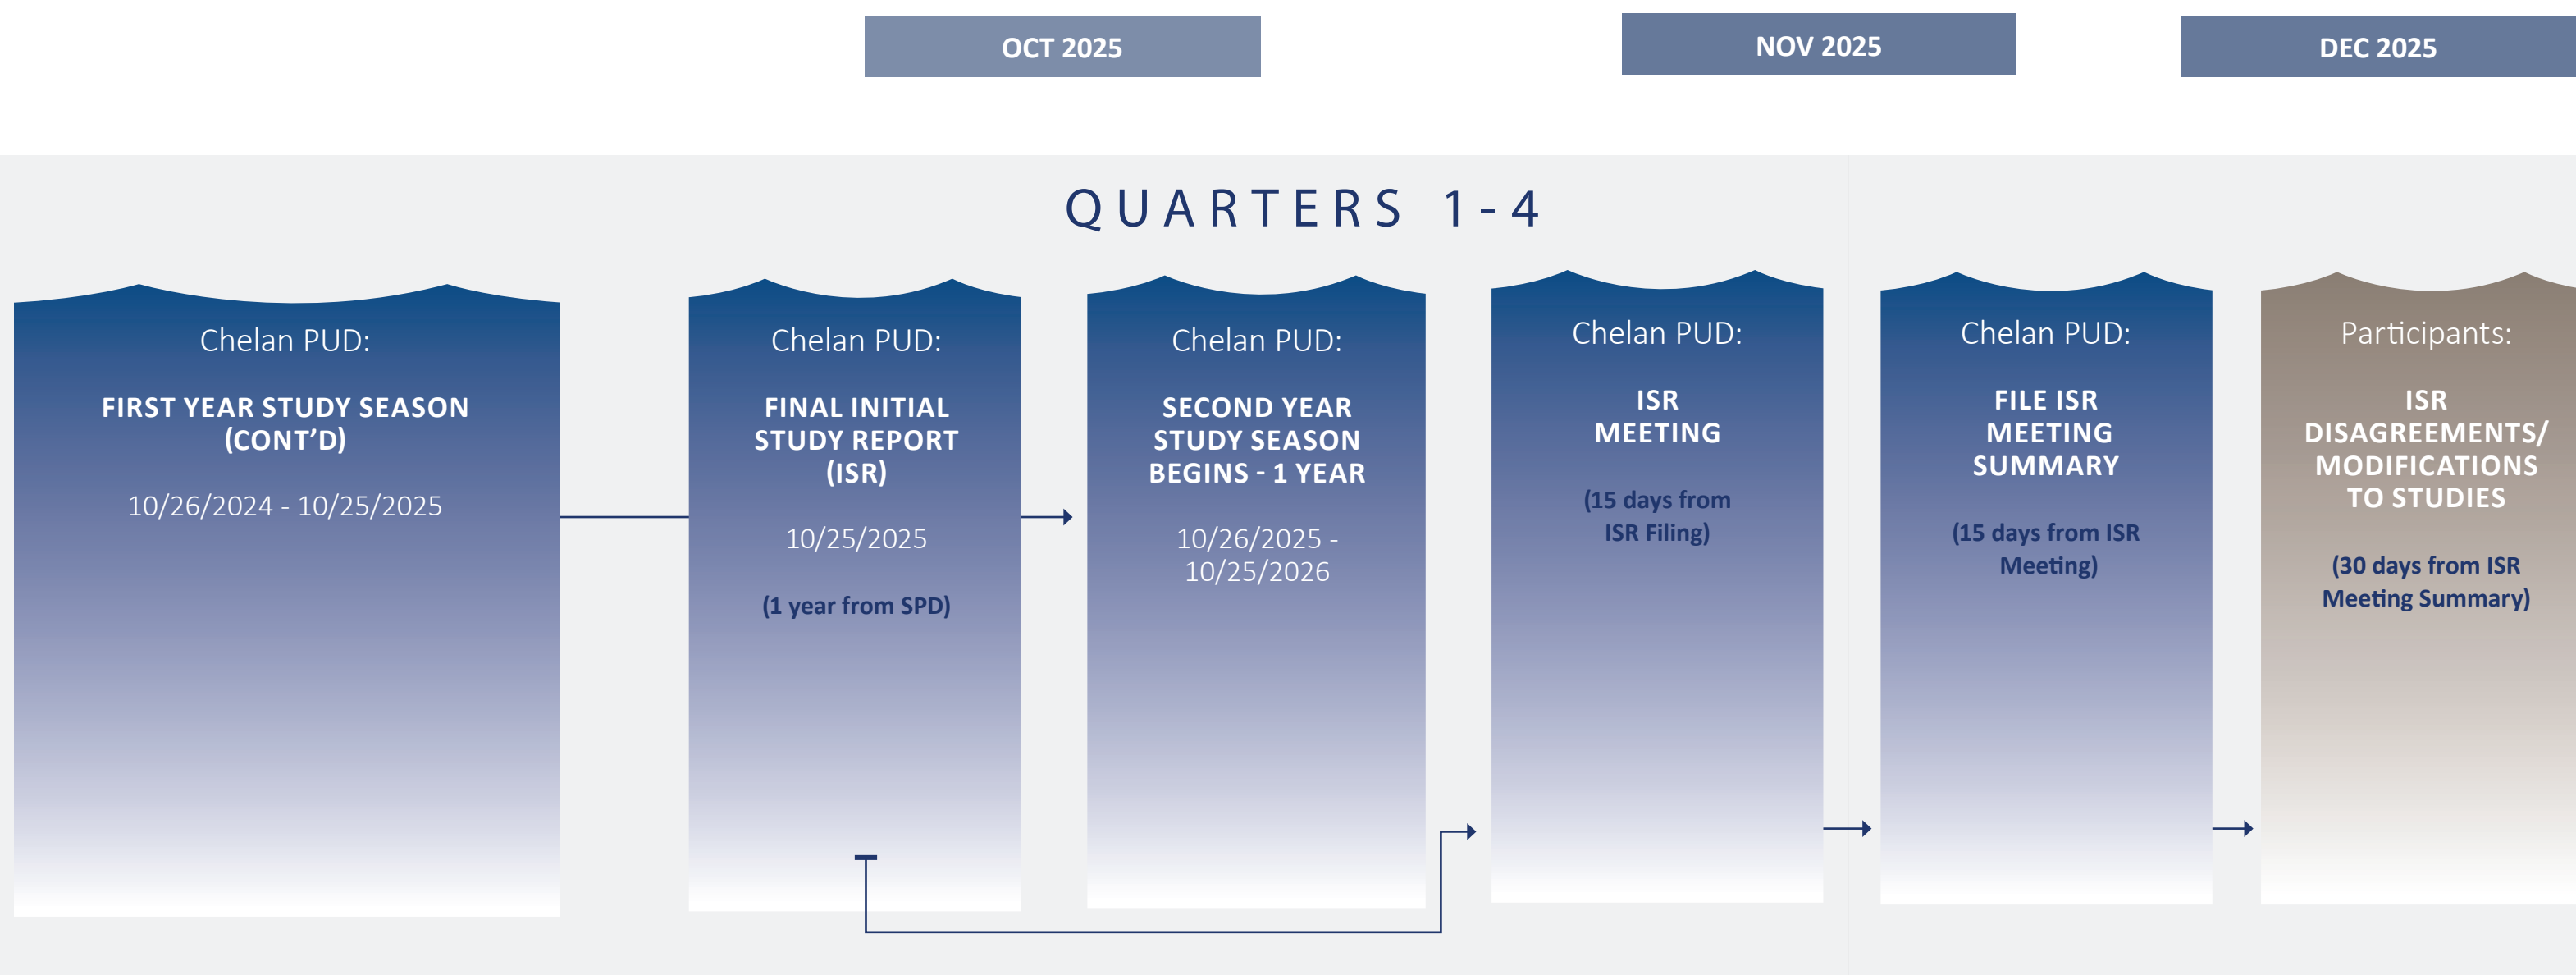 OCT 2025
NOV 2025
DEC 2025
QUARTERS 1-4
Chelan PUD:
FIRST YEAR STUDY SEASON
(CONT’D)
10/26/2024 - 10/25/2025
Chelan PUD:
FINAL INITIAL
STUDY REPORT
(ISR)
10/25/2025
(1 year from SPD)
Chelan PUD:
SECOND YEAR
STUDY SEASON
BEGINS - 1 YEAR
10/26/2025 -
10/25/2026
Chelan PUD:
ISR
MEETING
(15 days from
ISR Filing)
Chelan PUD:
FILE ISR
MEETING
SUMMARY
(15 days from ISR
Meeting)
Participants:
ISR
DISAGREEMENTS/
MODIFICATIONS
TO STUDIES
(30 days from ISR
Meeting Summary)